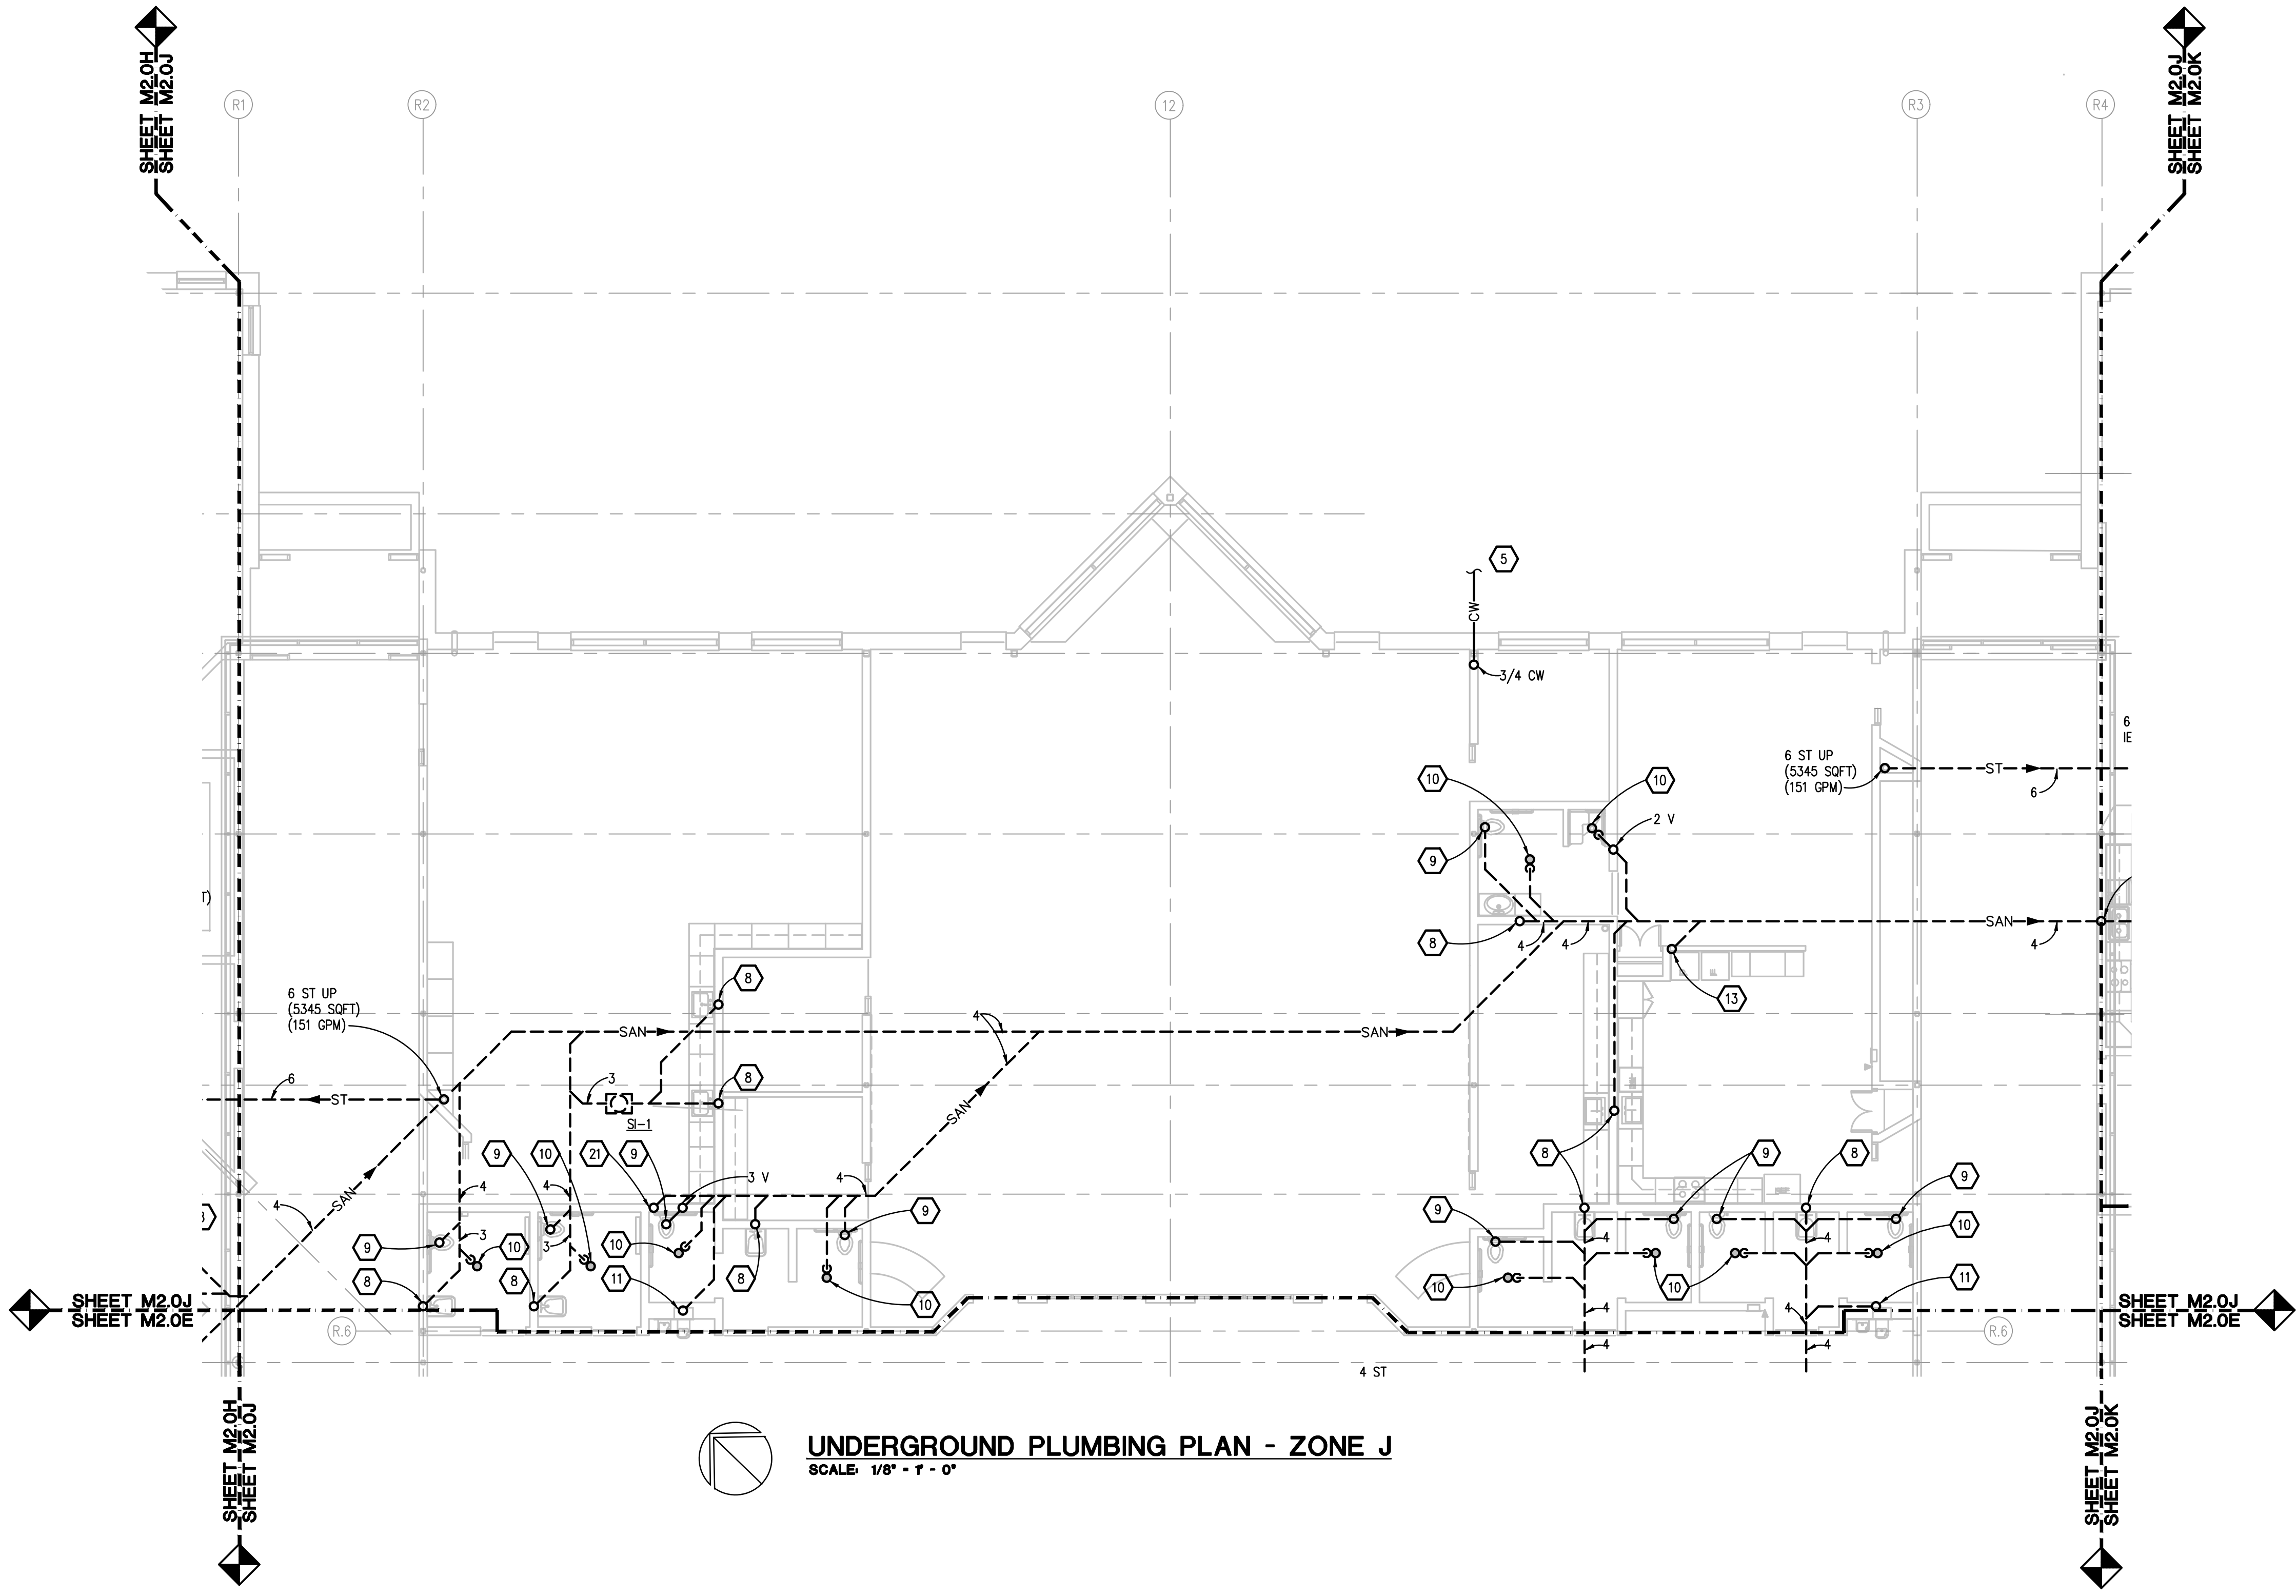 SHEET M2.0H
SHEET M2.0J
SHEET M2.0J
SHEET M2.0K
R1
R2
12
R3
R4
5
CW
3/4 CW
6 ST UP
(5345 SQFT)
(151 GPM)
ST
6
6
IE
10
10
2 V
9
8
4
4
SAN
4
13
T)
8
6 ST UP
(5345 SQFT)
(151 GPM)
SAN
4
SAN
6
ST
3
8
SI-1
SAN
9
10
21
9
3 V
4
8
9
8
9
4
4
SAN
4
3
3
9
10
10
9
9
10
4
4
8
8
11
8
10
10
10
11
4
4
4
4
4
SHEET M2.0J
SHEET M2.0E
R.6
R.6
SHEET M2.0J
SHEET M2.0E
4 ST
SHEET M2.0H
SHEET M2.0J
SHEET M2.0J
SHEET M2.0K
UNDERGROUND PLUMBING PLAN - ZONE J
SCALE: 1/8" = 1' - 0"